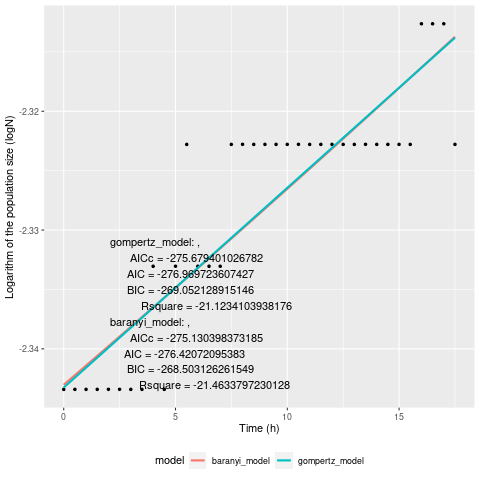 -2.32
-2.33
-2.34
Logarithm of the population size (logN)
gompertz_model: ,
AICc = -275.679401026782
AIC = -276.969723607427
BIC = -269.052128915146
Rsquare = -21.1234103938176
baranyi_model: ,
AICc = -275.130398373185
AIC = -276.42072095383
BIC = -268.503126261549
Rsquare = -21.4633797230128
0 5 10 15
Time (h)
model baranyi_model gompertz_model